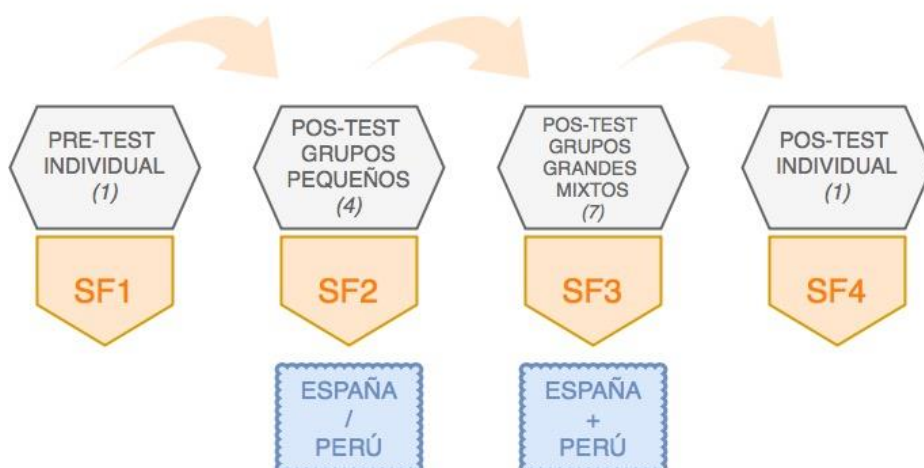 PRE-TEST
INDIVIDUAL
(1)
POS-TEST
GRUPOS
PEQUEÑOS
(4)
POS-TEST
GRUPOS
GRANDES
MIXTOS
(7)
POS-TEST
INDIVIDUAL
(1)
SF1
SF2
SF3
SF4
ESPAÑA
/
PERÚ
ESPAÑA
+
PERÚ